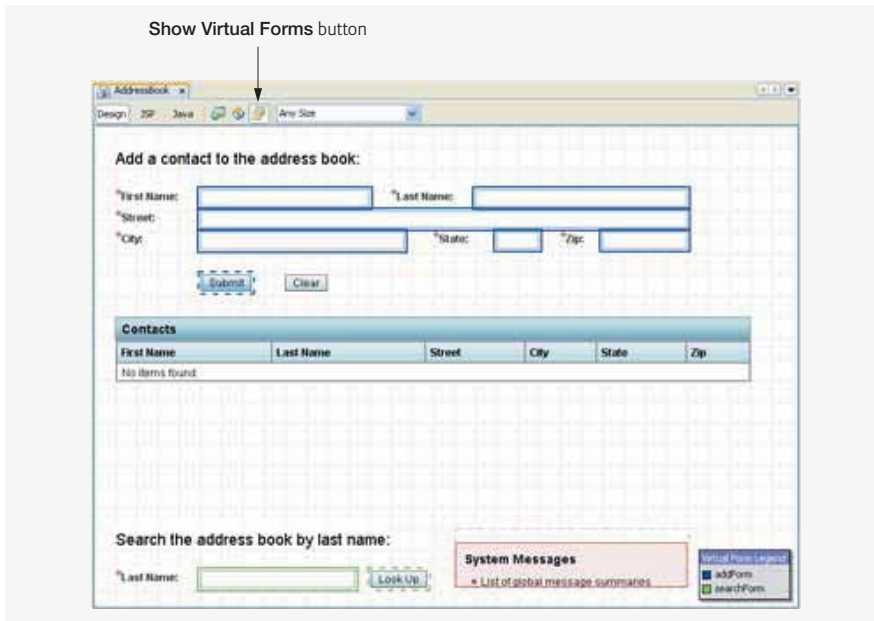 Show Virtual Forms button
AddressBook x
Design JSP Java Any Size
Add a contact to the address book:
*First Name: *Last Name:
*Street:
*City: *State: *Zip:
Submit Clear
Contacts
First Name Last Name Street City State Zip
No items found.
Search the address book by last name:
*Last Name: Look Up
System Messages
• List of global message summaries
Virtual Form Legend
addForm
searchForm